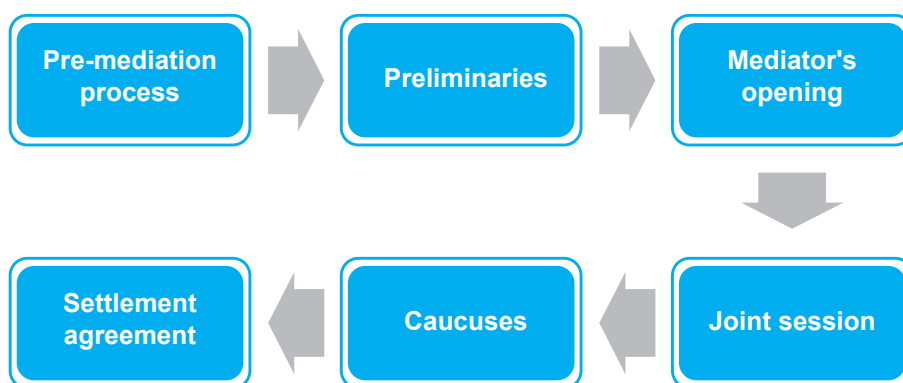 Pre-mediation
process
Preliminaries
Mediator's
opening
Joint session
Caucuses
Settlement
agreement